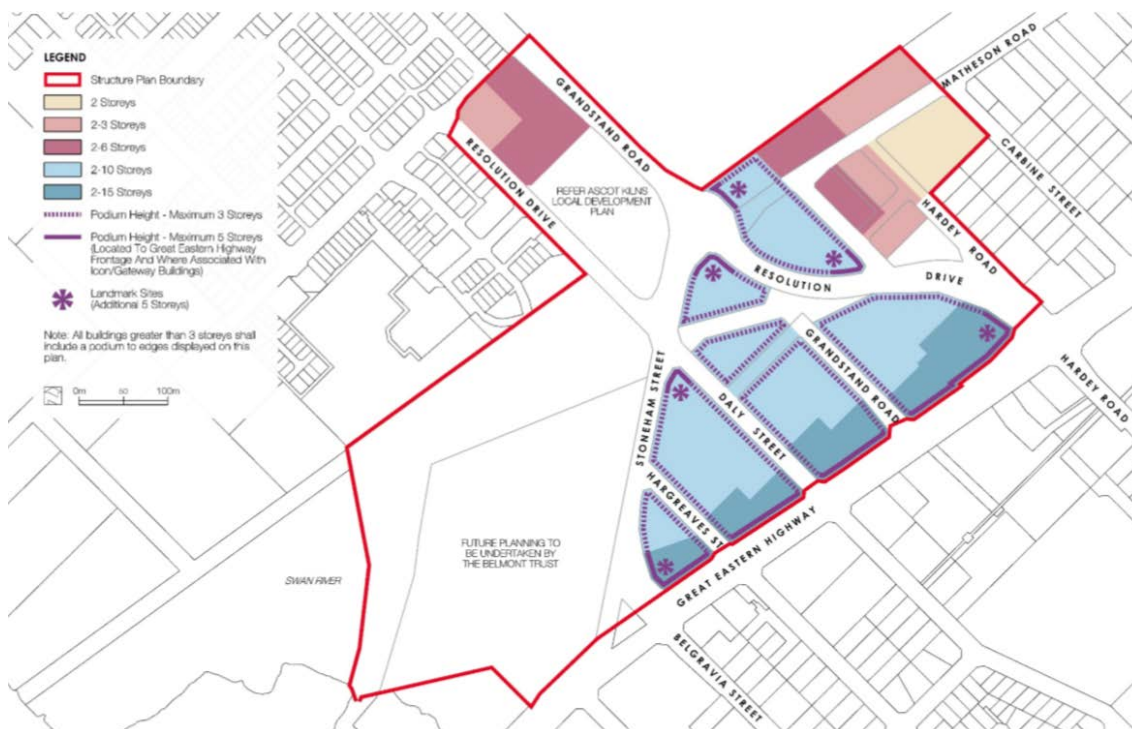 LEGEND
Structure Plan Boundary
2 Storeys
2-3 Storeys
2-6 Storeys
2-10 Storeys
2-15 Storeys
Podium Height - Maximum 3 Storeys
Podium Height - Maximum 5 Storeys
(Located To Great Eastern Highway
Frontage And Where Associated With
Icon/Gateway Buildings)
Landmark Sites
(Additional 5 Storeys)
Note: All buildings greater than 3 storeys shall
include a podium to edges displayed on this
plan.
0m 50 100m
GRANDSTAND ROAD
RESOLUTION DRIVE
REFER ASCOT KILNS
LOCAL DEVELOPMENT
PLAN
MATHESON ROAD
CARBINE STREET
HARDEY ROAD
RESOLUTION DRIVE
GRANDSTAND ROAD
DALY STREET
STONEHAM STREET
HARGREAVES ST
HARDEY ROAD
GREAT EASTERN HIGHWAY
BELGRAVIA STREET
FUTURE PLANNING TO
BE UNDERTAKEN BY
THE BELMONT TRUST
SWAN RIVER